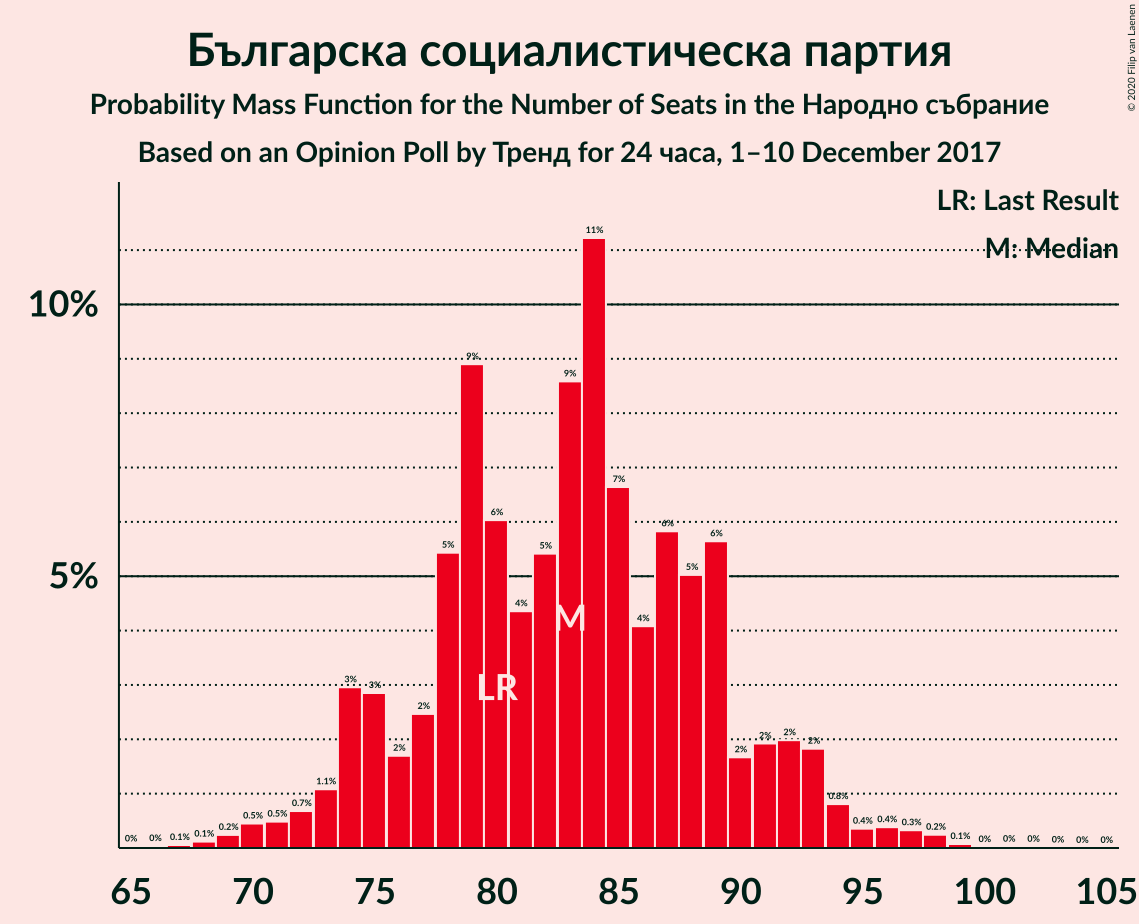 Българска социалистическа партия
Probability Mass Function for the Number of Seats in the Народно събрание
Based on an Opinion Poll by Тренд for 24 часа, 1–10 December 2017
© 2020 Filip van Laenen
LR: Last Result
M: Median
10%
5%
0% 0% 0.1% 0.1% 0.2% 0.5% 0.5% 0.7% 1.1% 3% 3% 2% 2% 5% 9% 6% 4% 5% 9% 11% 7% 4% 6% 5% 6% 2% 2% 2% 2% 0.8% 0.4% 0.4% 0.3% 0.2% 0.1% 0% 0% 0% 0% 0% 0%
M
LR
65 70 75 80 85 90 95 100 105